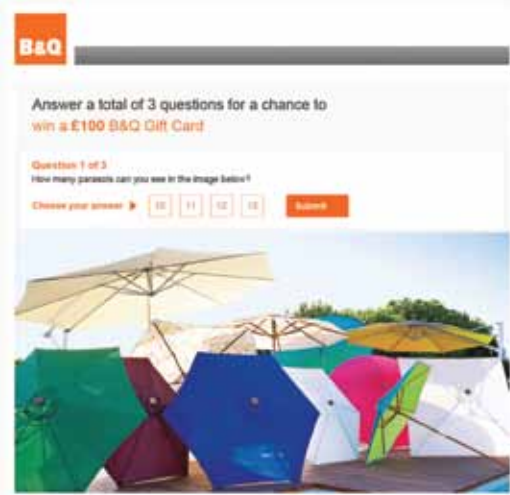 B&Q
Answer a total of 3 questions for a chance to
win a £100 B&Q Gift Card
Question 1 of 3
How many parasols can you see in the image below?
Choose your answer 10 11 12 13 Submit